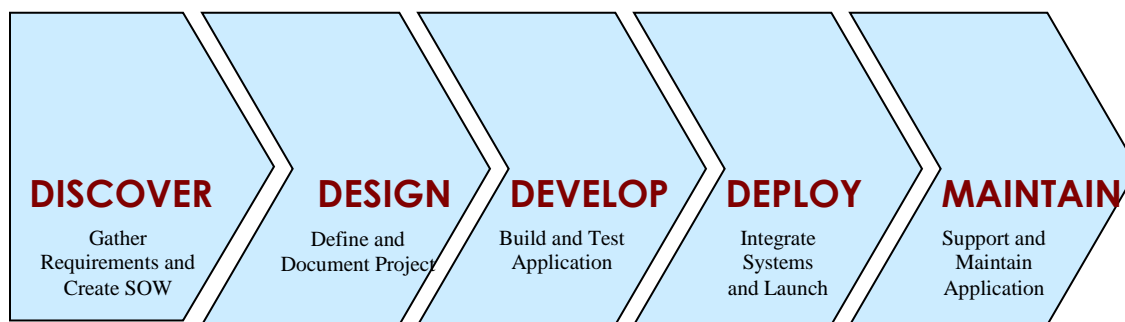 DISCOVER
Gather
Requirements and
Create SOW
DESIGN
Define and
Document Project
DEVELOP
Build and Test
Application
DEPLOY
Integrate
Systems
and Launch
MAINTAIN
Support and
Maintain
Application